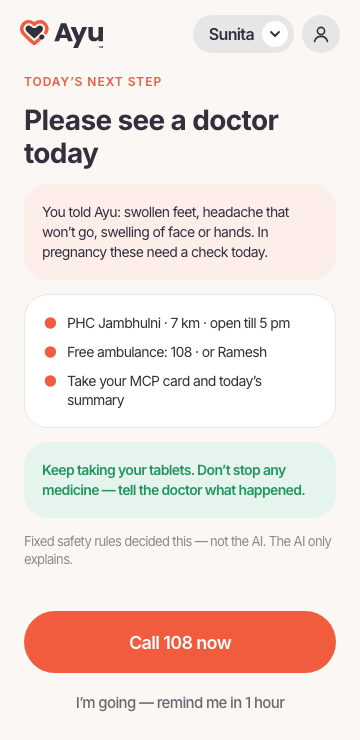 Ayu™
Sunita
TODAY’S NEXT STEP
Please see a doctor
today
You told Ayu: swollen feet, headache that
won’t go, swelling of face or hands. In
pregnancy these need a check today.
PHC Jambhulni · 7 km · open till 5 pm
Free ambulance: 108 · or Ramesh
Take your MCP card and today’s
summary
Keep taking your tablets. Don’t stop any
medicine — tell the doctor what happened.
Fixed safety rules decided this — not the AI. The AI only
explains.
Call 108 now
I’m going — remind me in 1 hour